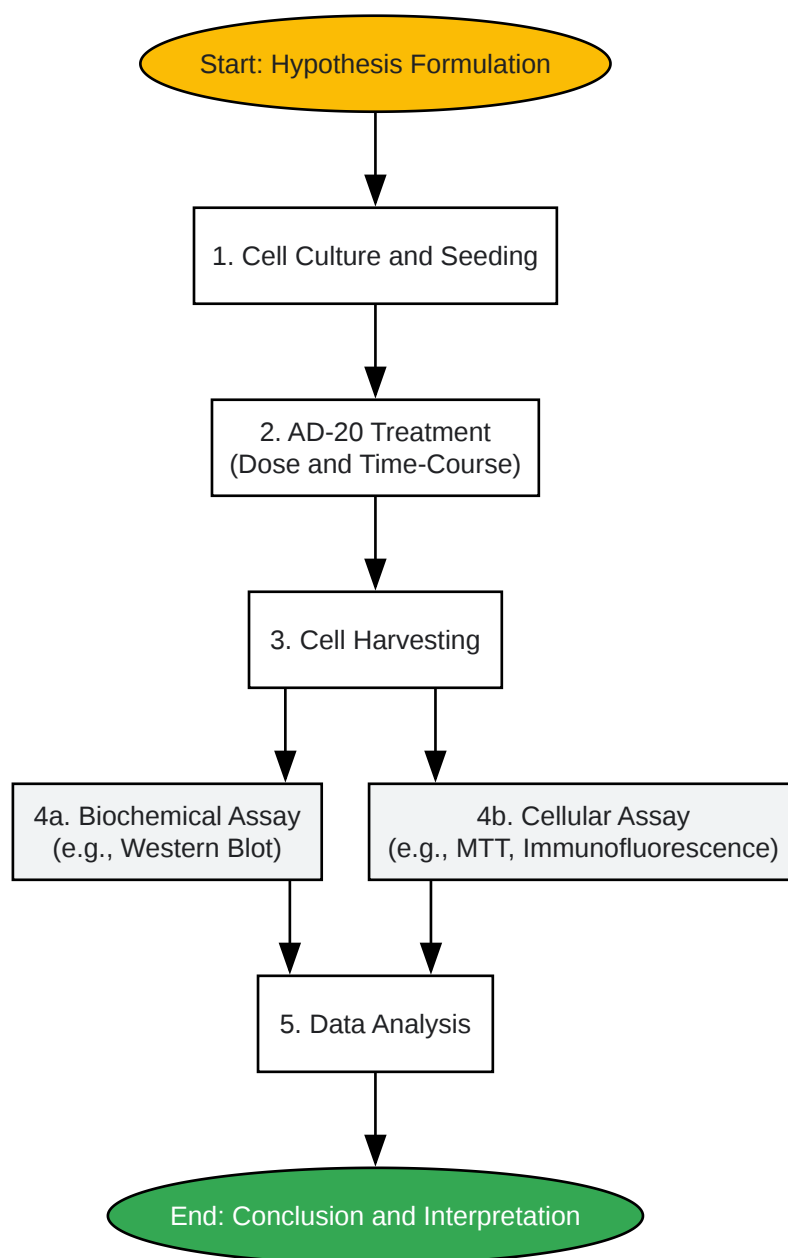 Start: Hypothesis Formulation
1. Cell Culture and Seeding
2. AD-20 Treatment
(Dose and Time-Course)
3. Cell Harvesting
4a. Biochemical Assay
(e.g., Western Blot)
4b. Cellular Assay
(e.g., MTT, Immunofluorescence)
5. Data Analysis
End: Conclusion and Interpretation